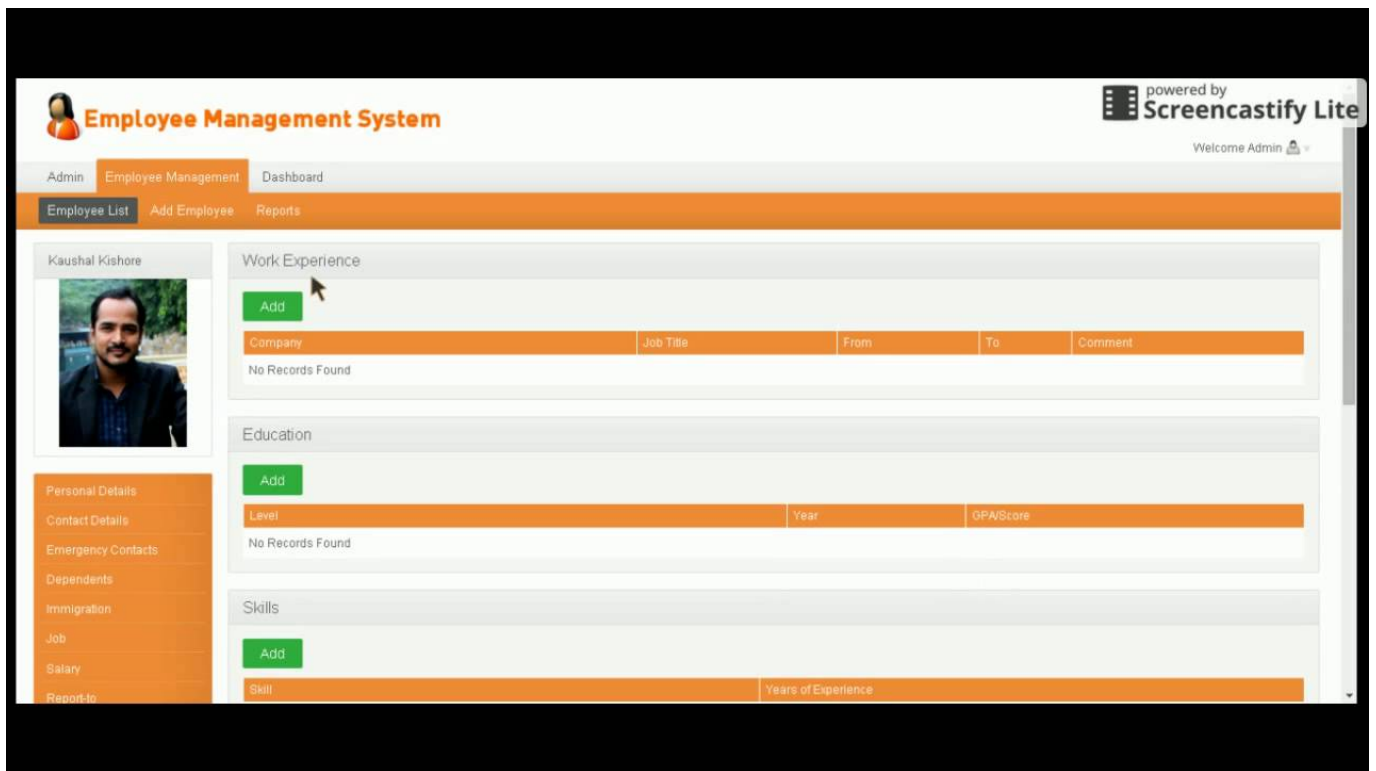 powered by
Screencastify Lite
Employee Management System
Welcome Admin
Admin Employee Management Dashboard
Employee List Add Employee Reports
Kaushal Kishore
Work Experience
Add
Company Job Title From To Comment
No Records Found
Education
Add
Level Year GPA/Score
No Records Found
Personal Details
Contact Details
Emergency Contacts
Dependents
Immigration
Job
Salary
Report-to
Skills
Add
Skill Years of Experience